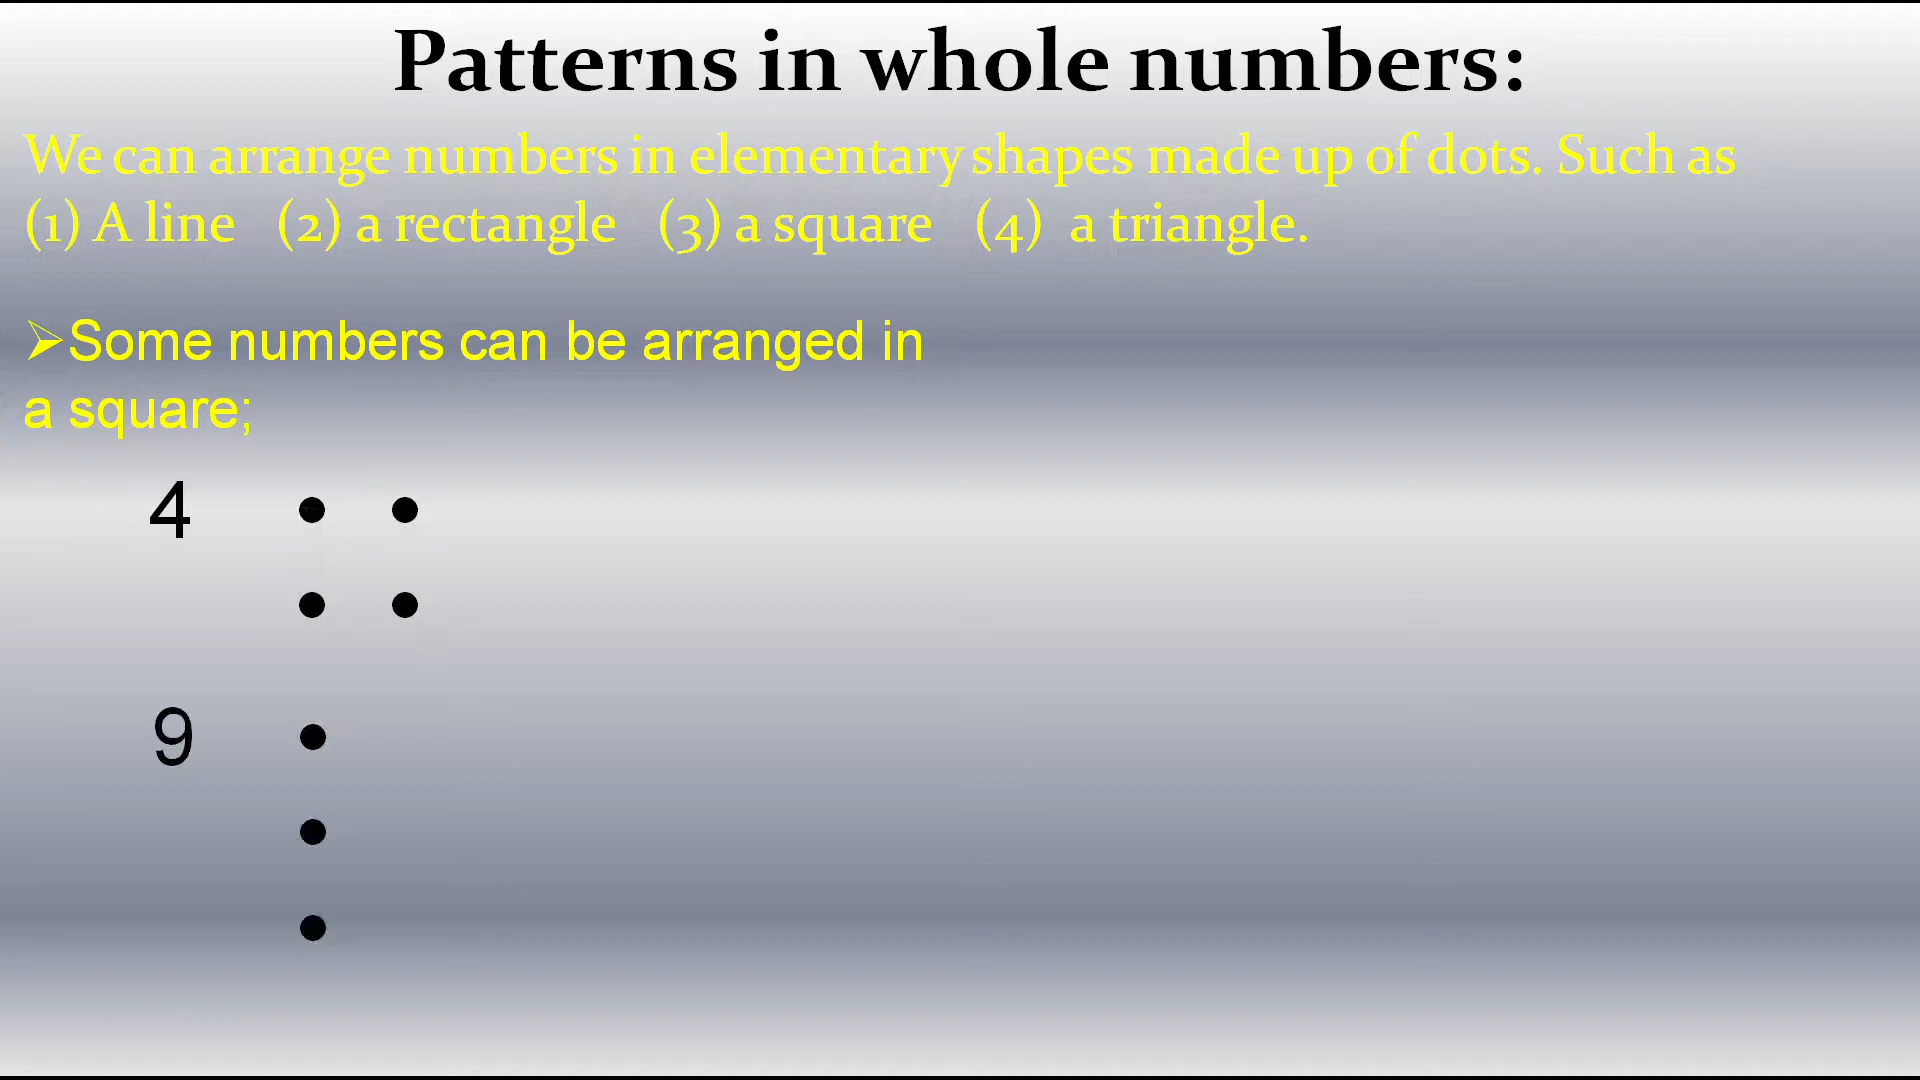 Patterns in whole numbers:
We can arrange numbers in elementary shapes made up of dots. Such as
(1) A line (2) a rectangle (3) a square (4) a triangle.
➢Some numbers can be arranged in
a square;
4
9